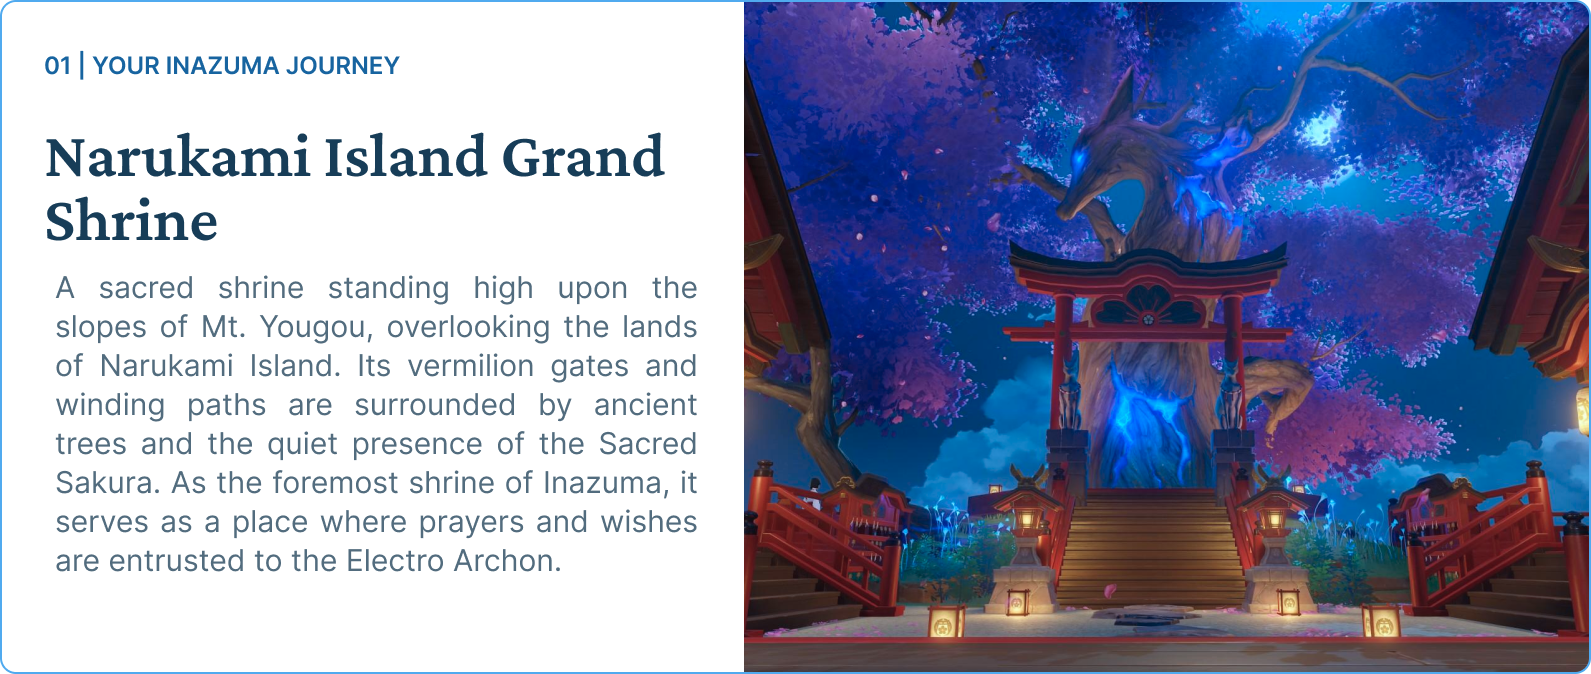 01 | YOUR INAZUMA JOURNEY
Narukami Island Grand
Shrine
A sacred shrine standing high upon the
slopes of Mt. Yougou, overlooking the lands
of Narukami Island. Its vermilion gates and
winding paths are surrounded by ancient
trees and the quiet presence of the Sacred
Sakura. As the foremost shrine of Inazuma, it
serves as a place where prayers and wishes
are entrusted to the Electro Archon.